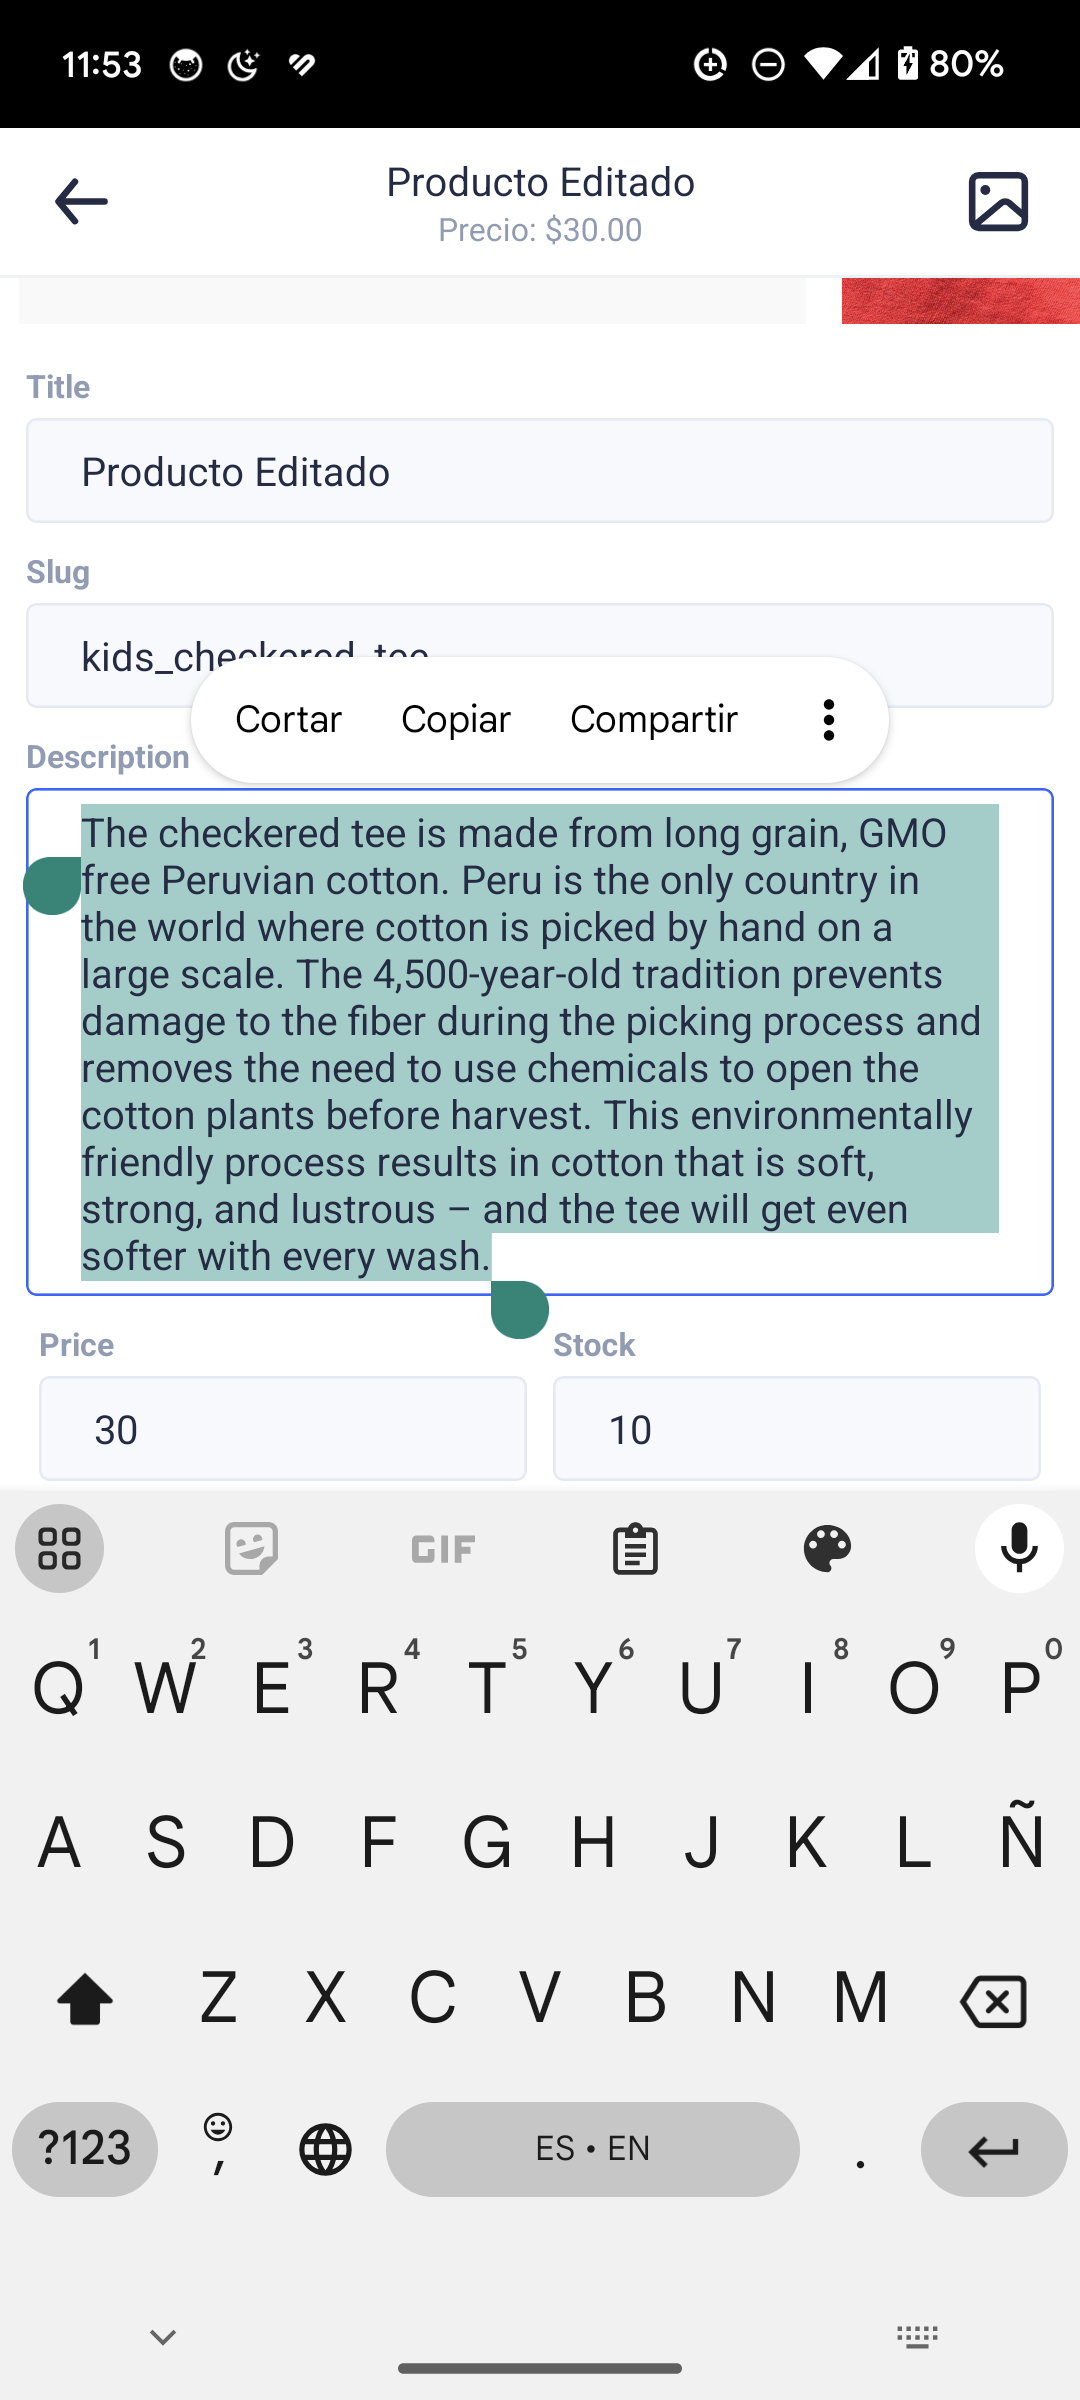 11:53
80%
Producto Editado
Precio: $30.00
Title
Producto Editado
Slug
kids_checkered_tee
Cortar Copiar Compartir
Description
The checkered tee is made from long grain, GMO
free Peruvian cotton. Peru is the only country in
the world where cotton is picked by hand on a
large scale. The 4,500-year-old tradition prevents
damage to the fiber during the picking process and
removes the need to use chemicals to open the
cotton plants before harvest. This environmentally
friendly process results in cotton that is soft,
strong, and lustrous – and the tee will get even
softer with every wash.
Price Stock
30 10
GIF
1 2 3 4 5 6 7 8 9 0
Q W E R T Y U I O P
A S D F G H J K L Ñ
Z X C V B N M
?123 , ES • EN .